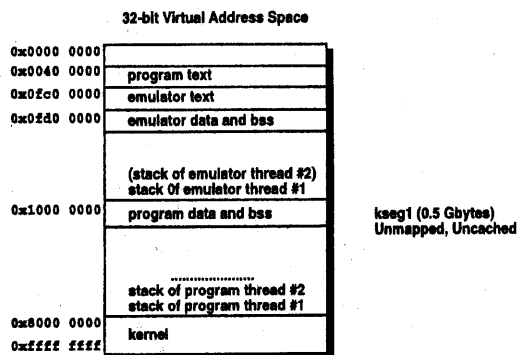 32-bit Virtual Address Space
0x0000 0000
0x0040 0000
program text
0x0fc0 0000
emulator text
0x0fd0 0000
emulator data and bss
(stack of emulator thread #2)
stack 0f emulator thread #1
0x1000 0000
program data and bss
kseg1 (0.5 Gbytes)
Unmapped, Uncached
......................
stack of program thread #2
stack of program thread #1
0x8000 0000
kernel
0xffff ffff